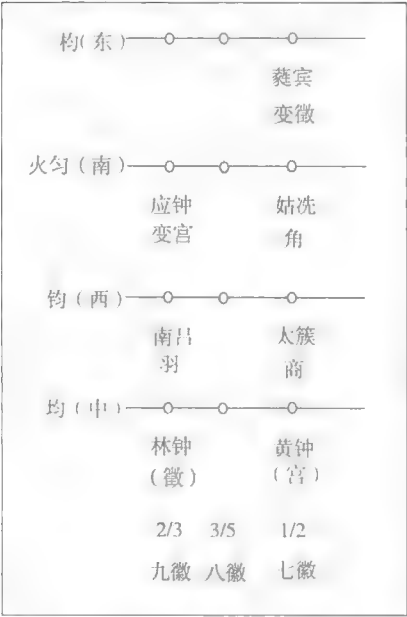 枃(东)
蕤宾
变徵
火匀(南)
应钟 姑洗
变宫 角
钧(西)
南吕 太簇
羽 商
均(中)
林钟 黄钟
(徵) (宫)
2/3 3/5 1/2
九徽 八徽 七徽